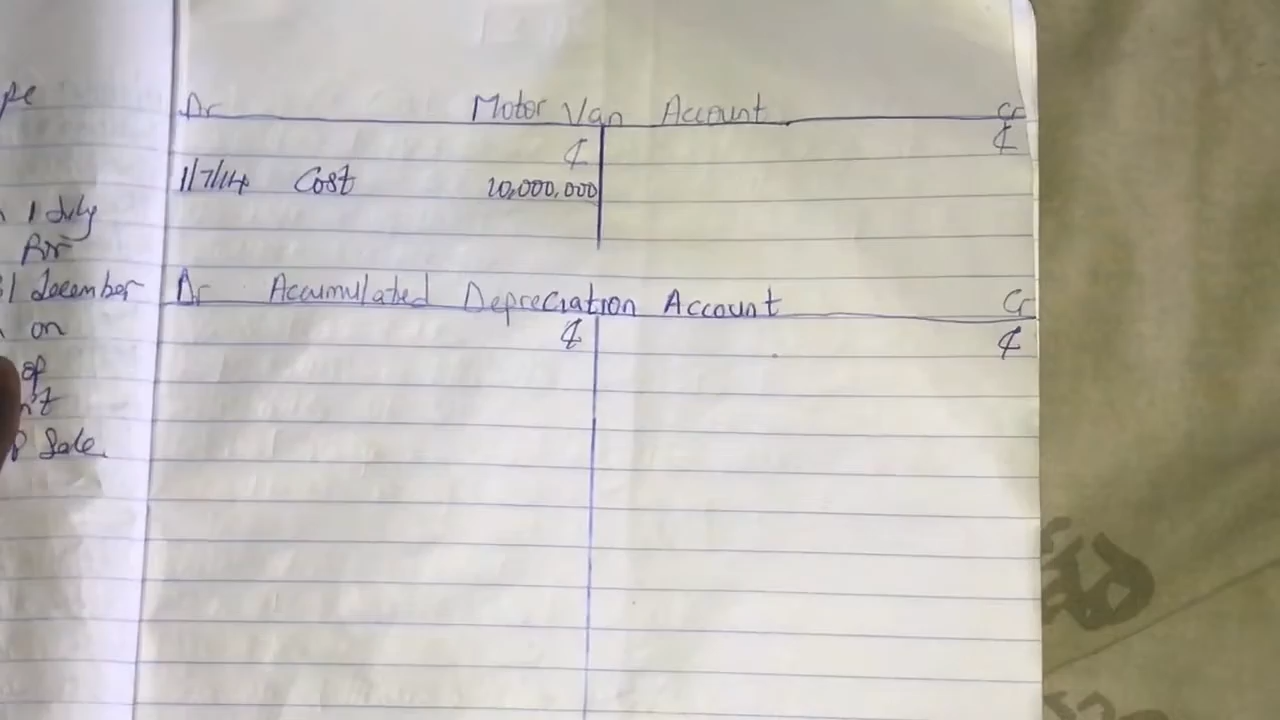 Dr Motor Van Account Cr
₵ ₵
1/7/14 Cost 20,000,000
1 July
31 december
on
of
Sale
Dr Accumulated Depreciation Account Cr
₵ ₵